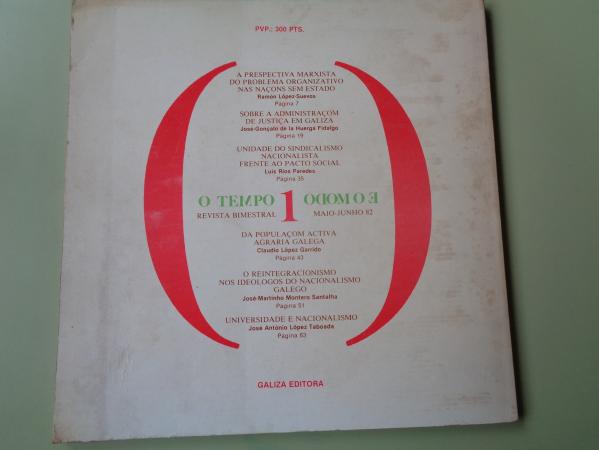 PVP.: 300 PTS.
A PRESPECTIVA MARXISTA
DO PROBLEMA ORGANIZATIVO
NAS NAÇONS SEM ESTADO
Ramon López-Suevos
Página 7
SOBRE A ADMINISTRAÇOM
DE JUSTIÇA EM GALIZA
José-Gonçalo de la Huerga Fidalgo
Página 19
UNIDADE DO SINDICALISMO
NACIONALISTA
FRENTE AO PACTO SOCIAL
Luis Rios Paredes
Página 35
O TEMPO 1 E O MODO
REVISTA BIMESTRAL MAIO-JUNHO 82
DA POPULAÇOM ACTIVA
AGRARIA GALEGA
Claudio López Garrido
Página 43
O REINTEGRACIONISMO
NOS IDEOLOGOS DO NACIONALISMO
GALEGO
José-Martinho Montero Santalha
Página 51
UNIVERSIDADE E NACIONALISMO
José António López Taboada
Página 63
GALIZA EDITORA